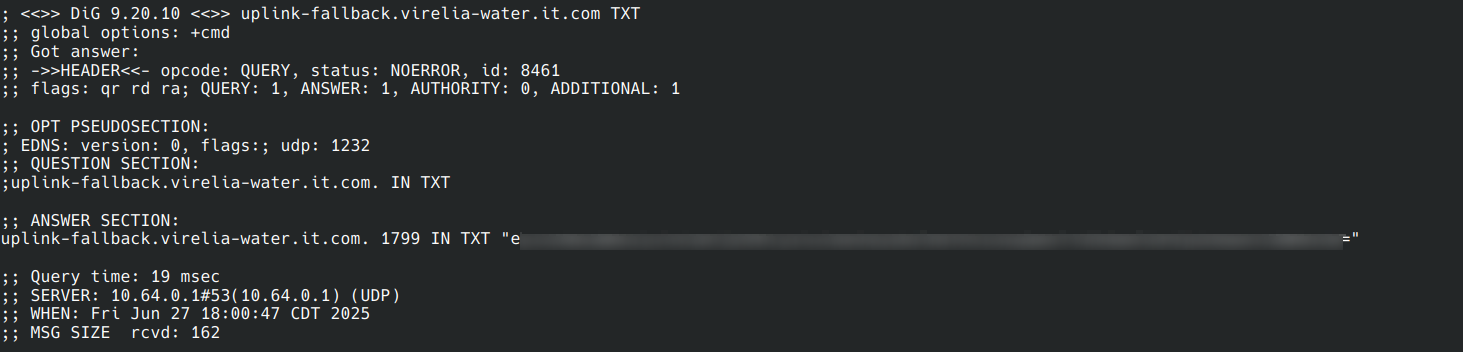 ; <<>> DiG 9.20.10 <<>> uplink-fallback.virelia-water.it.com TXT
;; global options: +cmd
;; Got answer:
;; ->>HEADER<<- opcode: QUERY, status: NOERROR, id: 8461
;; flags: qr rd ra; QUERY: 1, ANSWER: 1, AUTHORITY: 0, ADDITIONAL: 1
;; OPT PSEUDOSECTION:
; EDNS: version: 0, flags:; udp: 1232
;; QUESTION SECTION:
;uplink-fallback.virelia-water.it.com. IN TXT
;; ANSWER SECTION:
uplink-fallback.virelia-water.it.com. 1799 IN TXT "e ="
;; Query time: 19 msec
;; SERVER: 10.64.0.1#53(10.64.0.1) (UDP)
;; WHEN: Fri Jun 27 18:00:47 CDT 2025
;; MSG SIZE  rcvd: 162